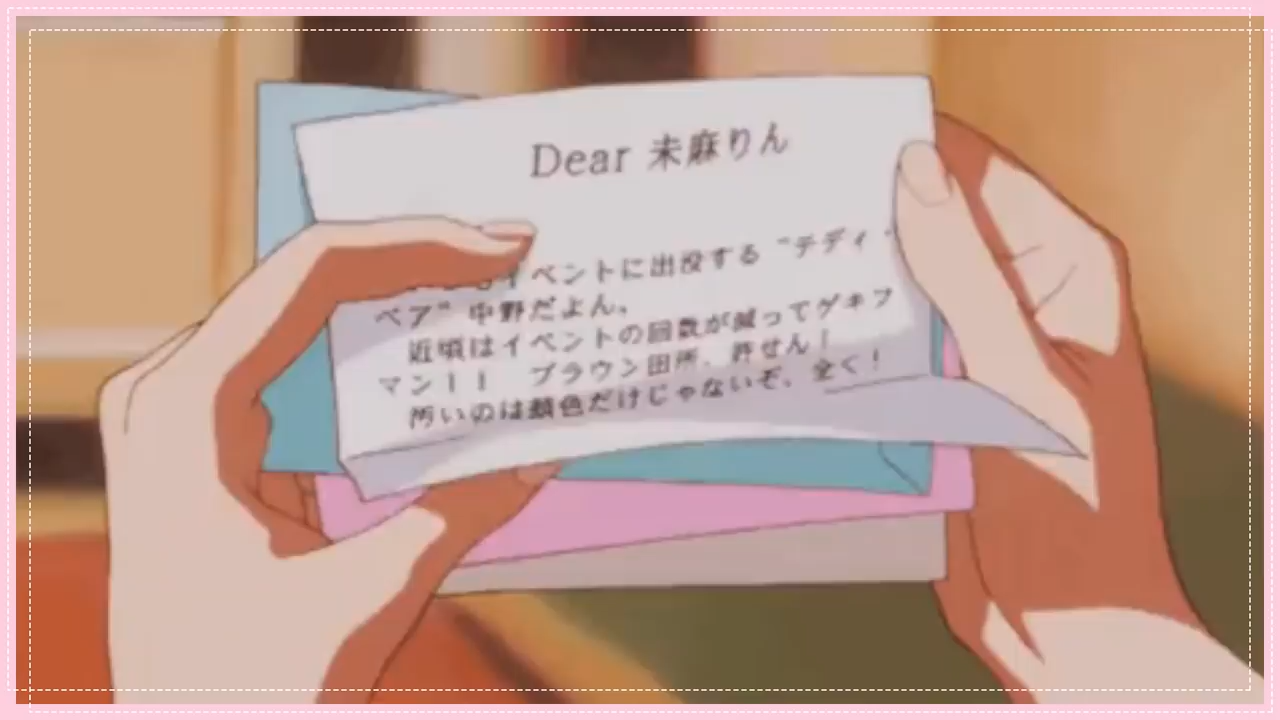 Dear 未麻りん
イベントに出没する “テディ・
ベア” 中野だよん。
近頃はイベントの回数が減ってゲキフ
マン!! ブラウン田所、許せん!
汚いのは顔色だけじゃないぞ、全く!